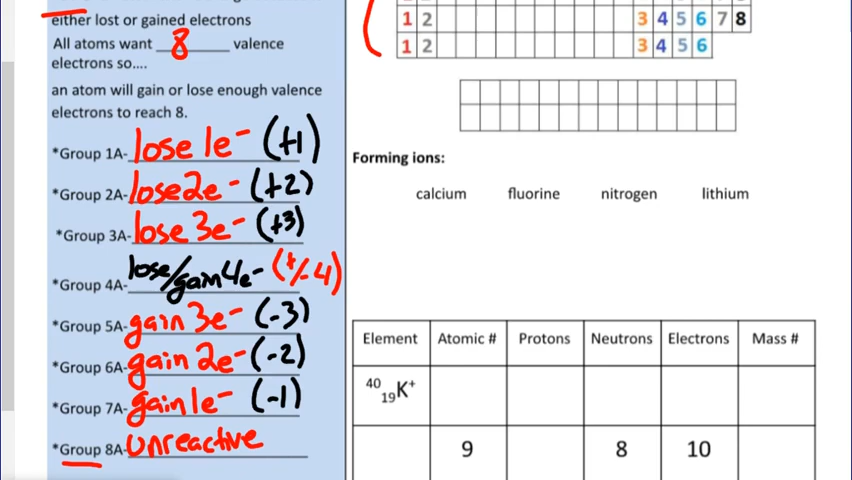 either lost or gained electrons
All atoms want 8 valence
electrons so....
an atom will gain or lose enough valence
electrons to reach 8.
*Group 1A- lose 1e- (+1)
*Group 2A- lose 2e- (+2)
*Group 3A- lose 3e- (+3)
*Group 4A- lose/gain 4e- (+/-4)
*Group 5A- gain 3e- (-3)
*Group 6A- gain 2e- (-2)
*Group 7A- gain 1e- (-1)
*Group 8A- Unreactive
1 2 3 4 5 6 7 8
1 2 3 4 5 6
Forming ions:
calcium fluorine nitrogen lithium
Element Atomic # Protons Neutrons Electrons Mass #
⁴⁰₁₉K⁺
9 8 10